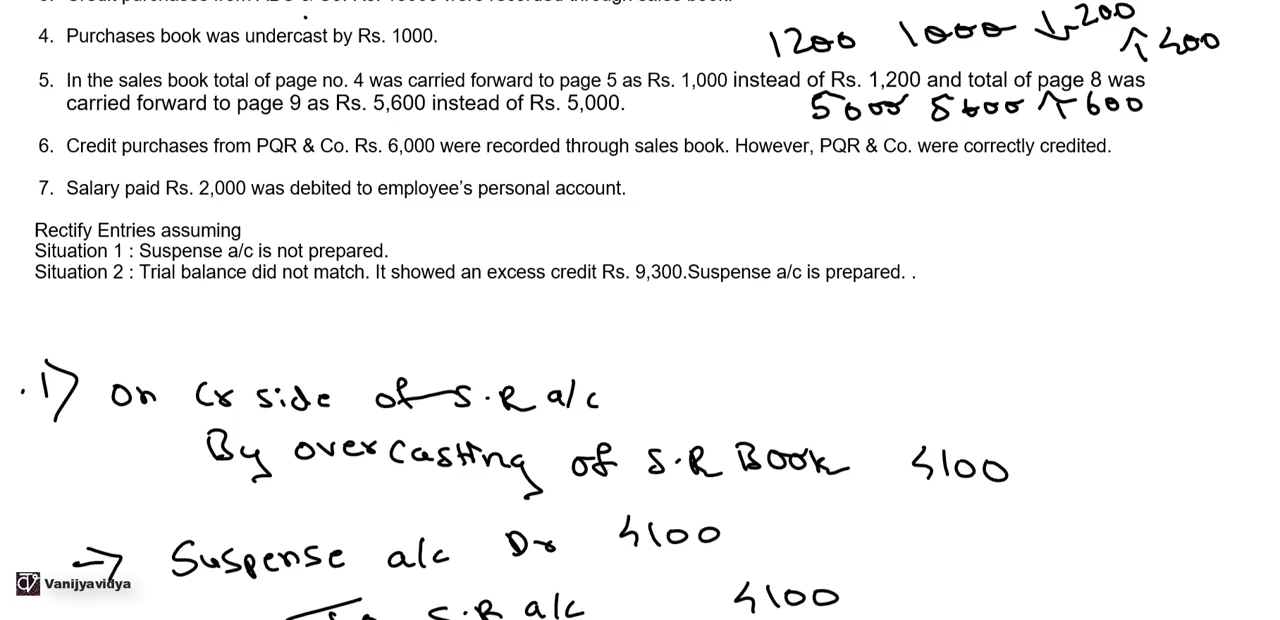 4. Purchases book was undercast by Rs. 1000.
1200 1000 ↓200
↑400
5. In the sales book total of page no. 4 was carried forward to page 5 as Rs. 1,000 instead of Rs. 1,200 and total of page 8 was
carried forward to page 9 as Rs. 5,600 instead of Rs. 5,000.
5000 5600 ↑600
6. Credit purchases from PQR & Co. Rs. 6,000 were recorded through sales book. However, PQR & Co. were correctly credited.
7. Salary paid Rs. 2,000 was debited to employee's personal account.
Rectify Entries assuming
Situation 1 : Suspense a/c is not prepared.
Situation 2 : Trial balance did not match. It showed an excess credit Rs. 9,300.Suspense a/c is prepared. .
.1) On Cr side of S.R a/c
By overcasting of S.R Book 4100
→ Suspense a/c Dr 4100
Vanijyavidya
To S.R a/c 4100